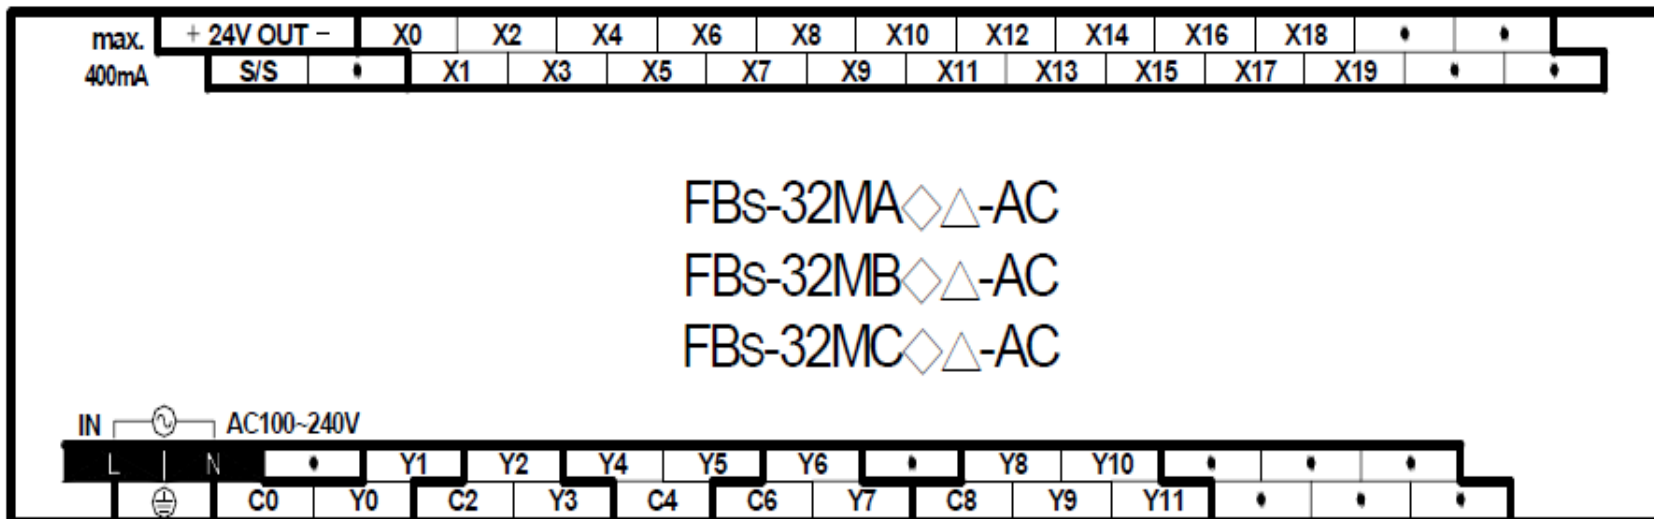 max. + 24V OUT − X0 X2 X4 X6 X8 X10 X12 X14 X16 X18 • •
400mA S/S • X1 X3 X5 X7 X9 X11 X13 X15 X17 X19 • •
FBs-32MA◇△-AC
FBs-32MB◇△-AC
FBs-32MC◇△-AC
IN AC100~240V
L N • Y1 Y2 Y4 Y5 Y6 • Y8 Y10 • • •
C0 Y0 C2 Y3 C4 C6 Y7 C8 Y9 Y11 • • •